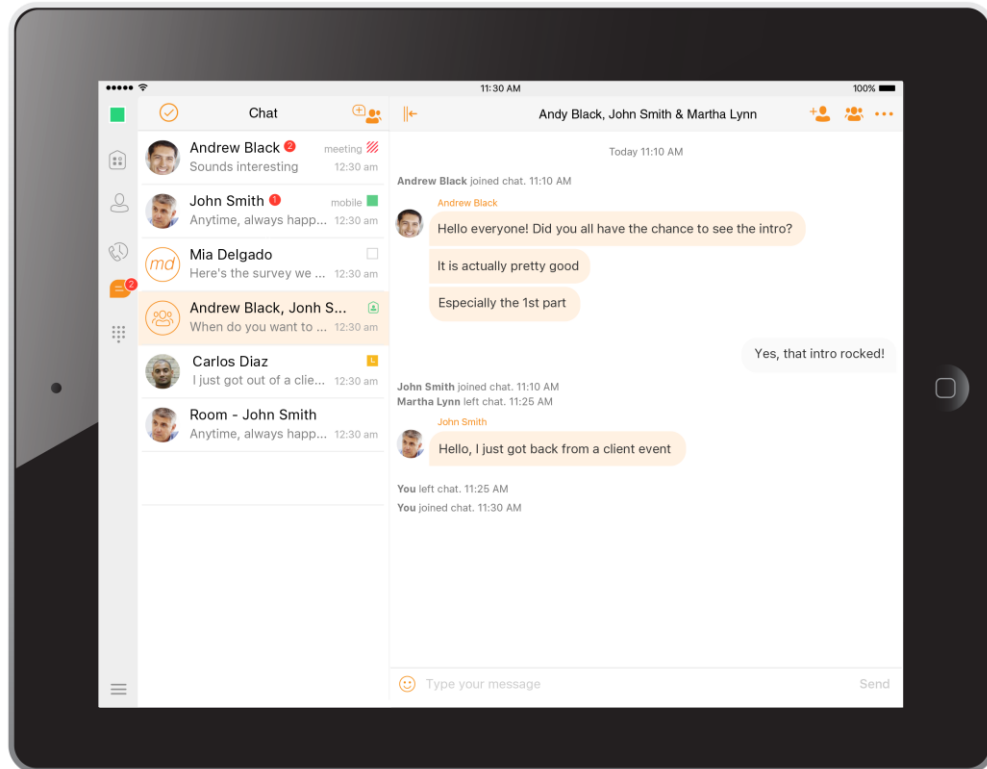 11:30 AM
100%
2
Chat
Andrew Black 2
meeting
Sounds interesting
12:30 am
John Smith 1
mobile
Anytime, always happ...
12:30 am
md
Mia Delgado
Here's the survey we ...
12:30 am
Andrew Black, Jonh S...
When do you want to ...
12:30 am
Carlos Diaz
L
I just got out of a clie...
12:30 am
Room - John Smith
Anytime, always happ...
12:30 am
Andy Black, John Smith & Martha Lynn
Today 11:10 AM
Andrew Black joined chat. 11:10 AM
Andrew Black
Hello everyone! Did you all have the chance to see the intro?
It is actually pretty good
Especially the 1st part
Yes, that intro rocked!
John Smith joined chat. 11:10 AM
Martha Lynn left chat. 11:25 AM
John Smith
Hello, I just got back from a client event
You left chat. 11:25 AM
You joined chat. 11:30 AM
Type your message
Send